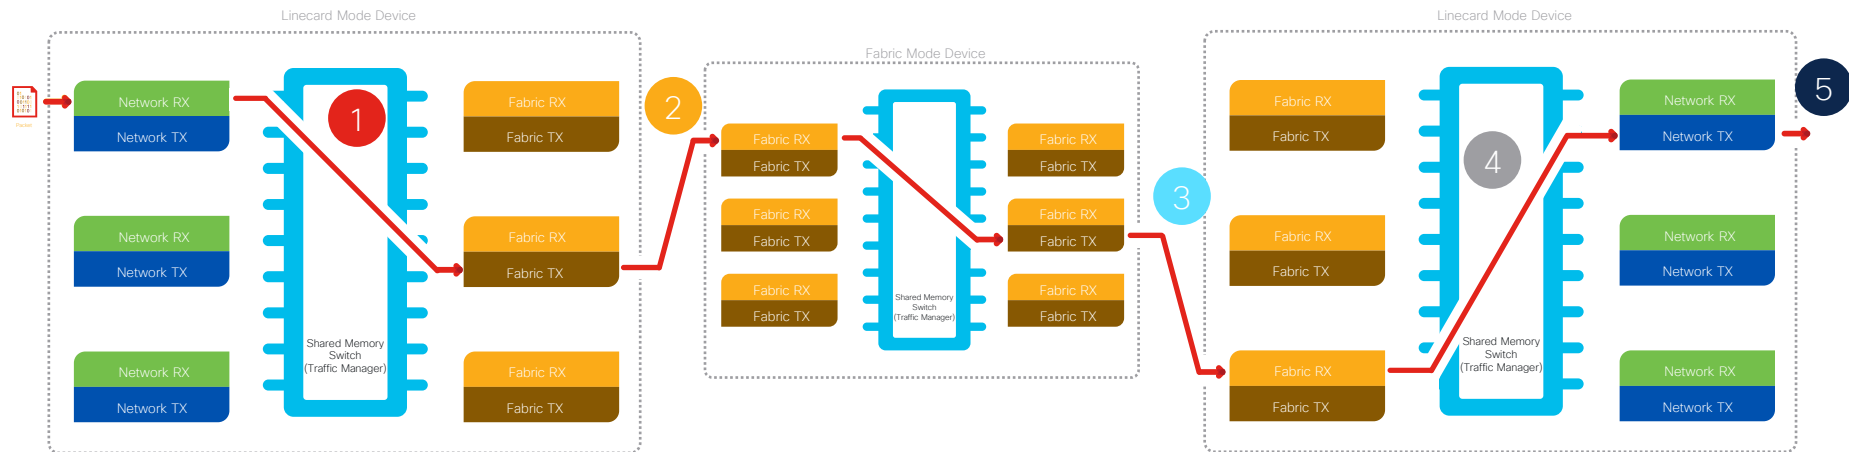 Linecard Mode Device
Packet
Network RX
Network TX
Network RX
Network TX
Network RX
Network TX
1
Shared Memory
Switch
(Traffic Manager)
Fabric RX
Fabric TX
Fabric RX
Fabric TX
Fabric RX
Fabric TX
2
Fabric Mode Device
Fabric RX
Fabric TX
Fabric RX
Fabric TX
Fabric RX
Fabric TX
Shared Memory
Switch
(Traffic Manager)
Fabric RX
Fabric TX
Fabric RX
Fabric TX
Fabric RX
Fabric TX
3
Linecard Mode Device
Fabric RX
Fabric TX
Fabric RX
Fabric TX
Fabric RX
Fabric TX
4
Shared Memory
Switch
(Traffic Manager)
Network RX
Network TX
Network RX
Network TX
Network RX
Network TX
5